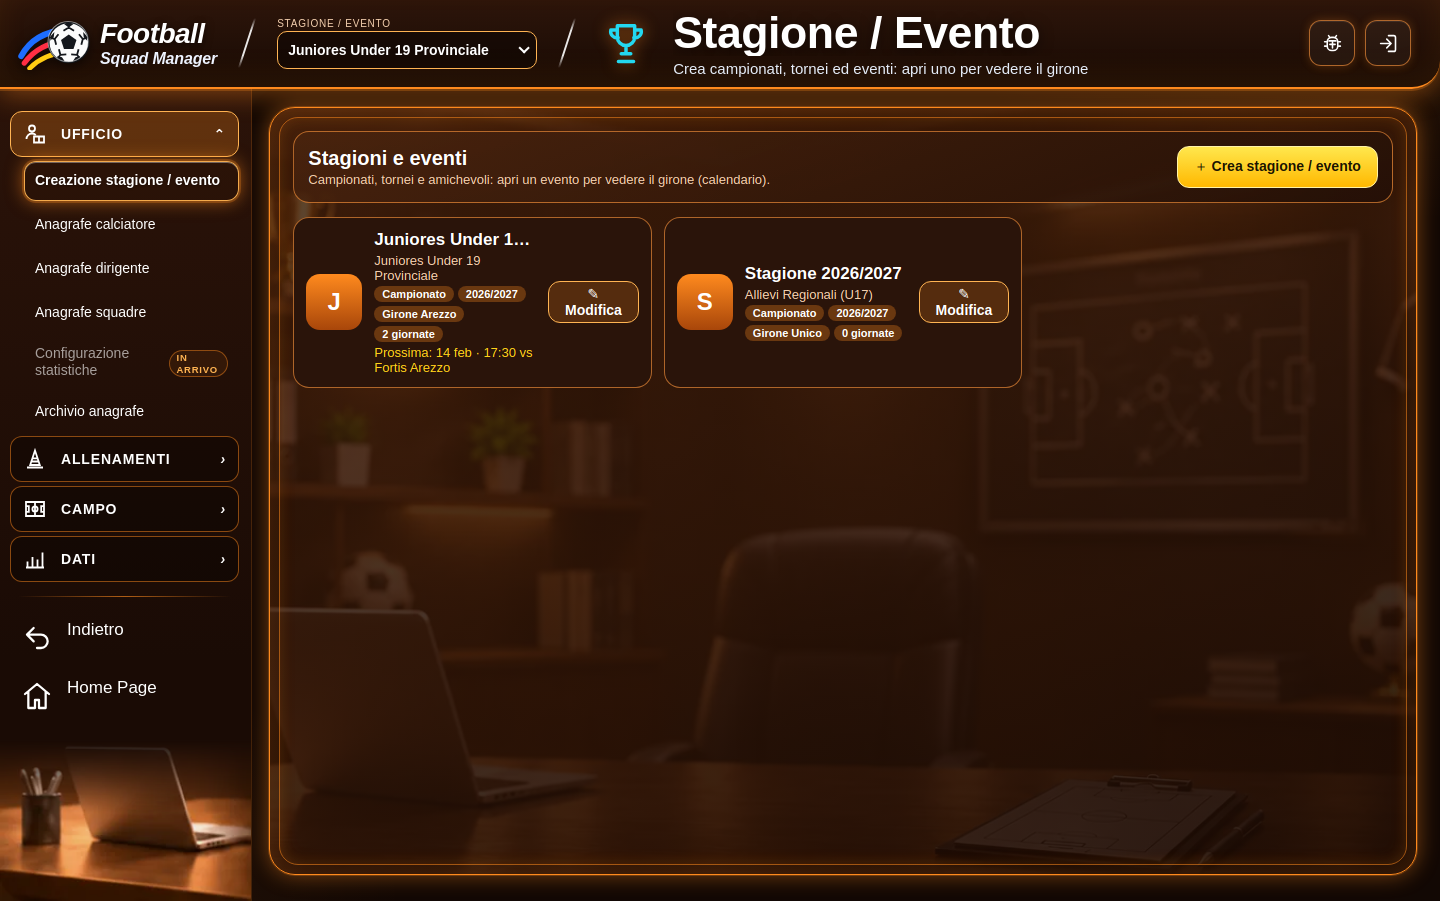 Football
Squad Manager
STAGIONE / EVENTO
Juniores Under 19 Provinciale
Stagione / Evento
Crea campionati, tornei ed eventi: apri uno per vedere il girone
UFFICIO
Creazione stagione / evento
Anagrafe calciatore
Anagrafe dirigente
Anagrafe squadre
Configurazione
statistiche
IN
ARRIVO
Archivio anagrafe
ALLENAMENTI
CAMPO
DATI
Indietro
Home Page
Stagioni e eventi
Campionati, tornei e amichevoli: apri un evento per vedere il girone (calendario).
+ Crea stagione / evento
J
Juniores Under 1...
Juniores Under 19
Provinciale
Campionato 2026/2027
Girone Arezzo
2 giornate
Prossima: 14 feb · 17:30 vs
Fortis Arezzo
✎
Modifica
S
Stagione 2026/2027
Allievi Regionali (U17)
Campionato 2026/2027
Girone Unico 0 giornate
✎
Modifica